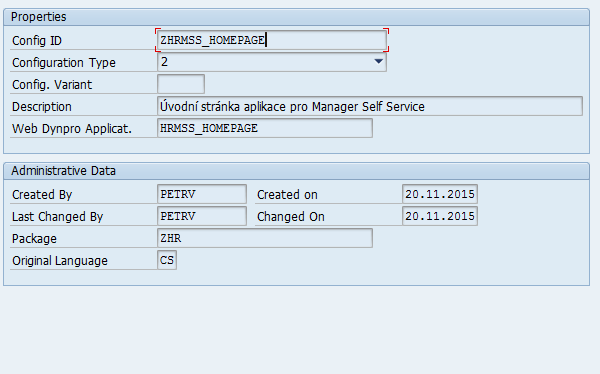 Properties
Config ID ZHRMSS_HOMEPAGE
Configuration Type 2
Config. Variant
Description Úvodní stránka aplikace pro Manager Self Service
Web Dynpro Applicat. HRMSS_HOMEPAGE
Administrative Data
Created By PETRV Created on 20.11.2015
Last Changed By PETRV Changed On 20.11.2015
Package ZHR
Original Language CS